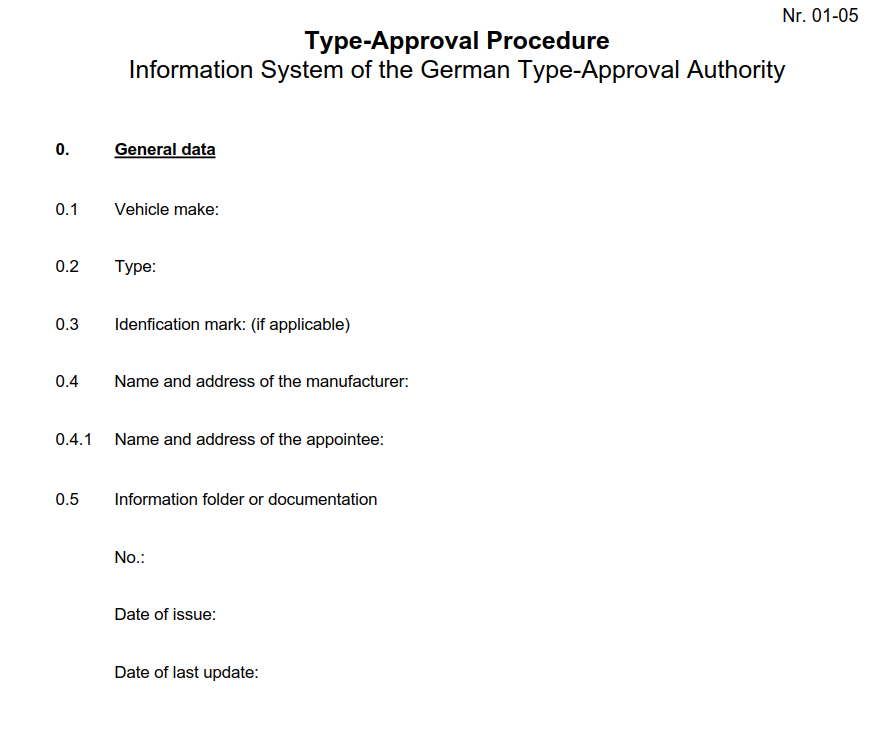 Nr. 01-05
Type-Approval Procedure
Information System of the German Type-Approval Authority
0. General data
0.1 Vehicle make:
0.2 Type:
0.3 Idenfication mark: (if applicable)
0.4 Name and address of the manufacturer:
0.4.1 Name and address of the appointee:
0.5 Information folder or documentation
No.:
Date of issue:
Date of last update: